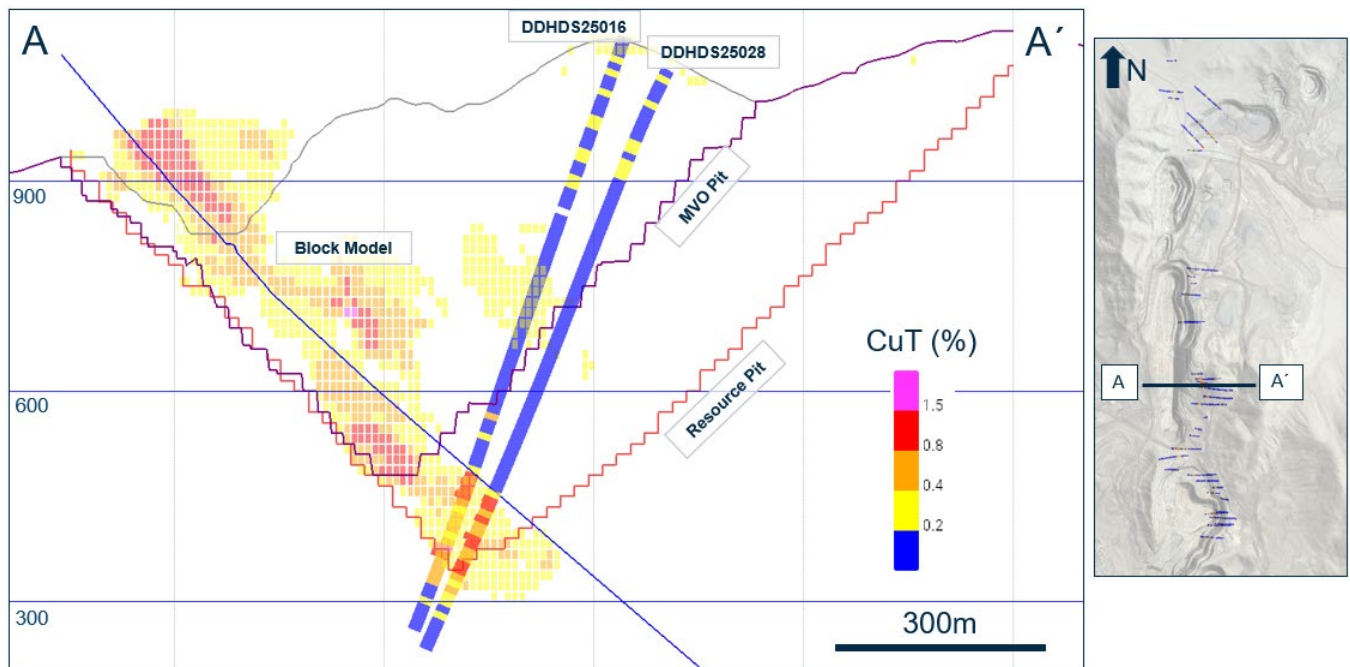 A
DDHDS25016
DDHDS25028
A´
N
900
MVO Pit
Block Model
CuT (%)
1.5
0.8
0.4
0.2
Resource Pit
600
A
A´
300
300m